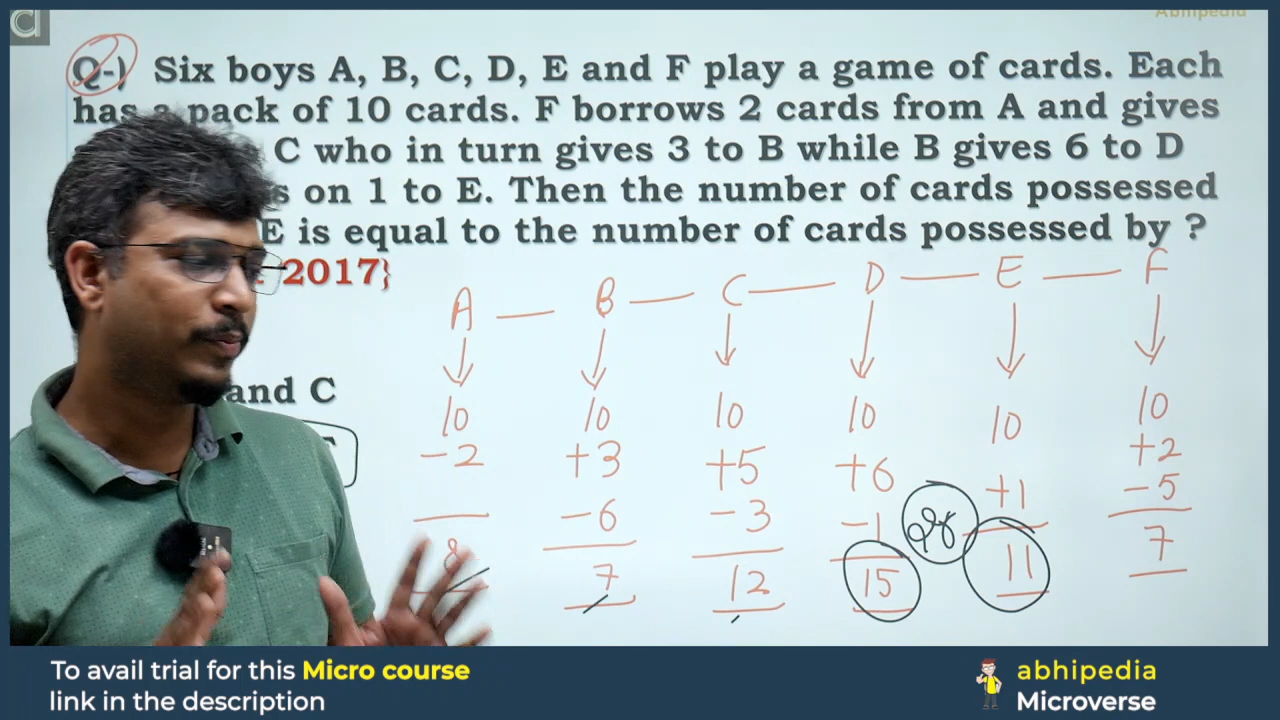 Abhipedia
Q-) Six boys A, B, C, D, E and F play a game of cards. Each
has a pack of 10 cards. F borrows 2 cards from A and gives
C who in turn gives 3 to B while B gives 6 to D
s on 1 to E. Then the number of cards possessed
E is equal to the number of cards possessed by ?
2017}
A — B — C — D — E — F
and C
10 10 10 10 10 10
-2 +3 +5 +6 +1 +2
-6 -3 -1 -5
8 7 12 15 11 7
To avail trial for this Micro course
link in the description
abhipedia
Microverse